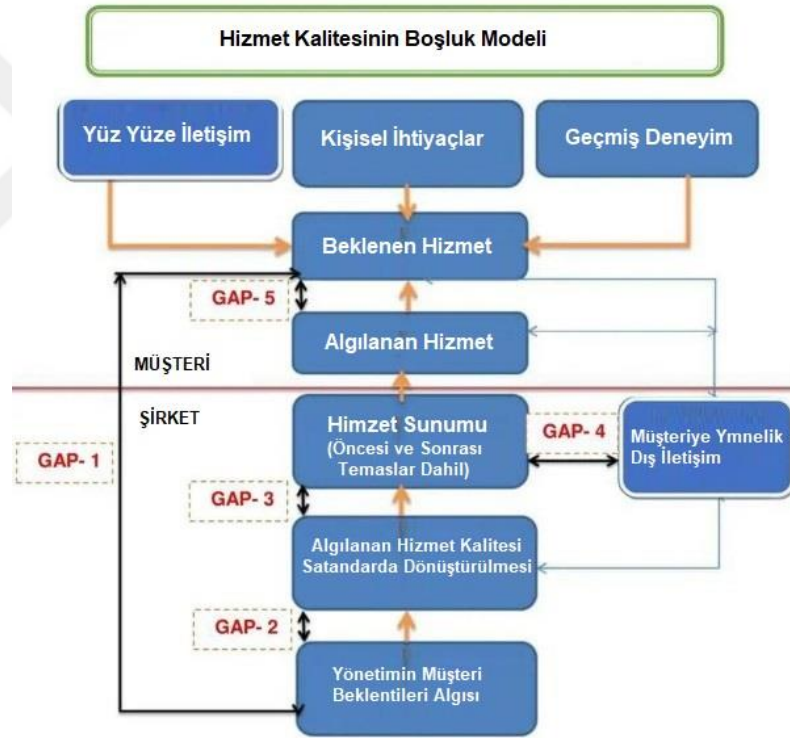 Hizmet Kalitesinin Boşluk Modeli
Yüz Yüze İletişim
Kişisel İhtiyaçlar
Geçmiş Deneyim
Beklenen Hizmet
GAP- 5
Algılanan Hizmet
MÜŞTERİ
ŞİRKET
Himzet Sunumu
(Öncesi ve Sonrası
Temaslar Dahil)
GAP- 4
Müşteriye Ymnelik
Dış İletişim
GAP- 1
GAP- 3
Algılanan Hizmet Kalitesi
Satandarda Dönüştürülmesi
GAP- 2
Yönetimin Müşteri
Beklentileri Algısı